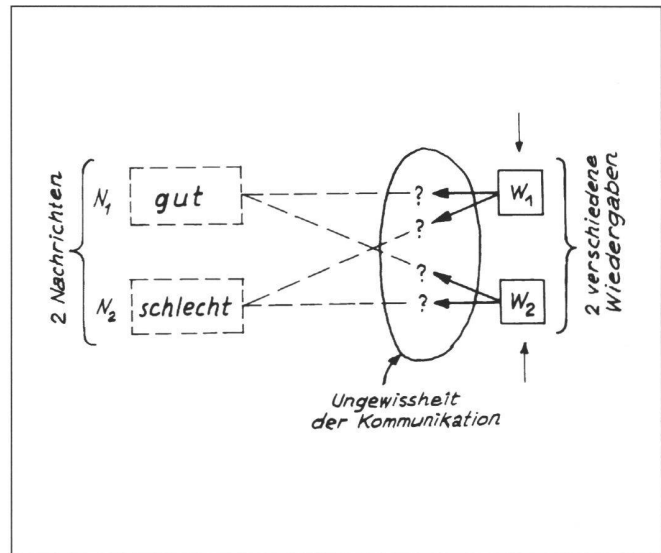 2 Nachrichten
N1
gut
N2
schlecht
?
?
?
?
W1
W2
2 verschiedene
Wiedergaben
Ungewissheit
der Kommunikation